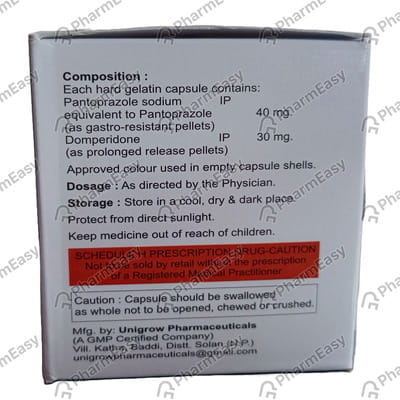 Composition :
Each hard gelatin capsule contains:
Pantoprazole sodium IP
equivalent to Pantoprazole 40 mg.
(as gastro-resistant pellets)
Domperidone IP 30 mg.
(as prolonged release pellets)
Approved colour used in empty capsule shells.
Dosage : As directed by the Physician.
Storage : Store in a cool, dry & dark place.
Protect from direct sunlight.
Keep medicine out of reach of children.
SCHEDULE H PRESCRIPTION DRUG-CAUTION
Not to be sold by retail without the prescription
of a Registered Medical Practitioner
Caution : Capsule should be swallowed
as whole not to be opened, chewed or crushed.
Mfg. by: Unigrow Pharmaceuticals
(A GMP Certified Company)
Vill. Katha, Baddi, Distt. Solan (H.P.)
unigrowpharmaceuticals@gmail.com
PharmEasy